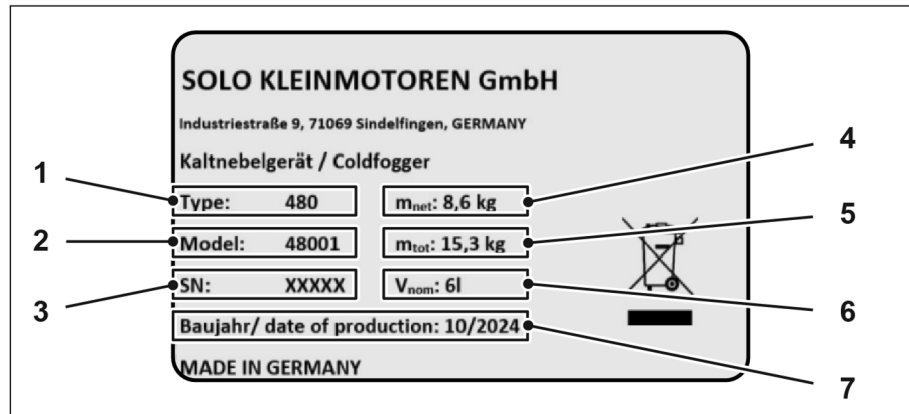 SOLO KLEINMOTOREN GmbH
Industriestraße 9, 71069 Sindelfingen, GERMANY
Kaltnebelgerät / Coldfogger
1
Type: 480
mnet: 8,6 kg
4
2
Model: 48001
mtot: 15,3 kg
5
3
SN: XXXXX
Vnom: 6l
6
Baujahr/ date of production: 10/2024
7
MADE IN GERMANY